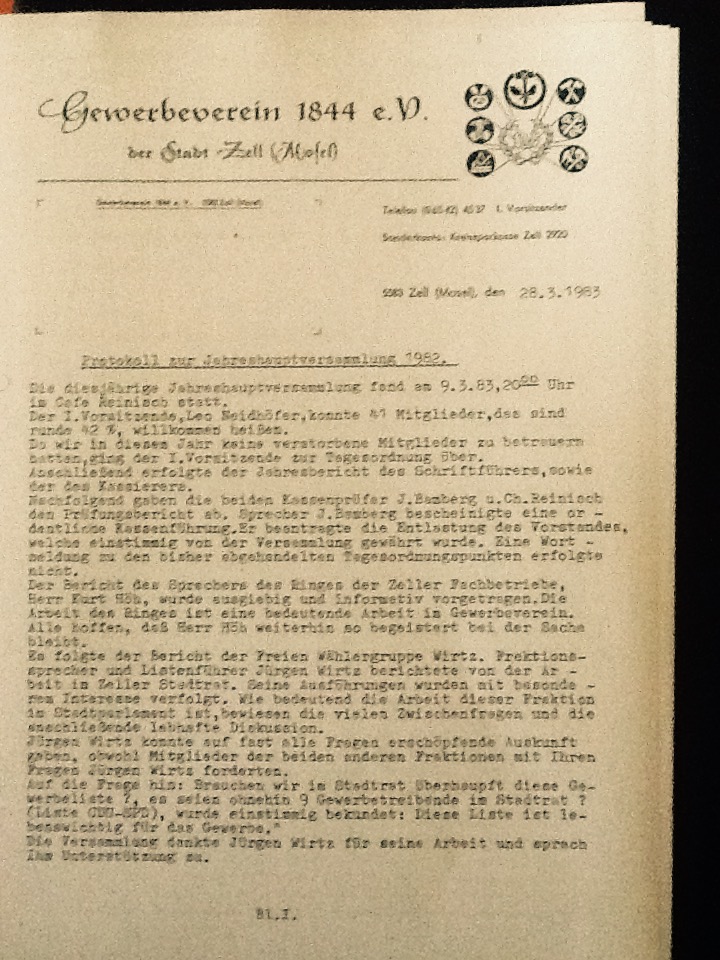 Gewerbeverein 1844 e.V.
der Stadt Zell (Mosel)
Gewerbeverein 1844 e. V. 5583 Zell (Mosel)
Telefon 1. Vorsitzender
Sonderkonto: Kreissparkasse Zell
5583 Zell (Mosel), den 28.3.1983
Protokoll zur Jahreshauptversammlung 1982.
Die diesjährige Jahreshauptversammlung fand am 9.3.83,20⁰⁰ Uhr
im Cafe Reinisch statt.
Der I.Vorsitzende,Leo Neidhöfer,konnte 41 Mitglieder,das sind
runde 42 %, willkommen heißen.
Da wir in diesem Jahr keine verstorbene Mitglieder zu betrauern
hatten,ging der I.Vorsitzende zur Tagesordnung über.
Anschließend erfolgte der Jahresbericht des Schriftführers,sowie
der des Kassierers.
Nachfolgend gaben die beiden Kassenprüfer J.Bamberg u.Ch.Reinisch
den Prüfungsbericht ab. Sprecher J.Bamberg bescheinigte eine or -
dentliche Kassenführung.Er beantragte die Entlastung des Vorstandes,
welche einstimmig von der Versammlung gewährt wurde. Eine Wort -
meldung zu den bisher abgehandelten Tagesordnungspunkten erfolgte
nicht.
Der Bericht des Sprechers des Ringes der Zeller Fachbetriebe,
Herr Kurt Höh, wurde ausgiebig und informativ vorgetragen.Die
Arbeit des Ringes ist eine bedeutende Arbeit im Gewerbeverein.
Alle hoffen, daß Herr Höh weiterhin so begeistert bei der Sache
bleibt.
Es folgte der Bericht der Freien Wählergruppe Wirtz. Fraktions-
sprecher und Listenführer Jürgen Wirtz berichtete von der Ar -
beit im Zeller Stadtrat. Seine Ausführungen wurden mit besonde -
rem Interesse verfolgt. Wie bedeutend die Arbeit dieser Fraktion
im Stadtparlament ist,bewiesen die vielen Zwischenfragen und die
anschließende lebhafte Diskussion.
Jürgen Wirtz konnte auf fast alle Fragen erschöpfende Auskunft
geben, obwohl Mitglieder der beiden anderen Fraktionen mit Ihren
Fragen Jürgen Wirtz forderten.
Auf die Frage hin: Brauchen wir im Stadtrat überhaupft diese Ge-
werbeliste ?, es seien ohnehin 9 Gewerbetreibende im Stadtrat ?
(Liste CDU-SPD), wurde einstimmig bekundet: Diese Liste ist le-
benswichtig für das Gewerbe."
Die Versammlung dankte Jürgen Wirtz für seine Arbeit und sprach
Ihm Unterstützung zu.
Bl.I.